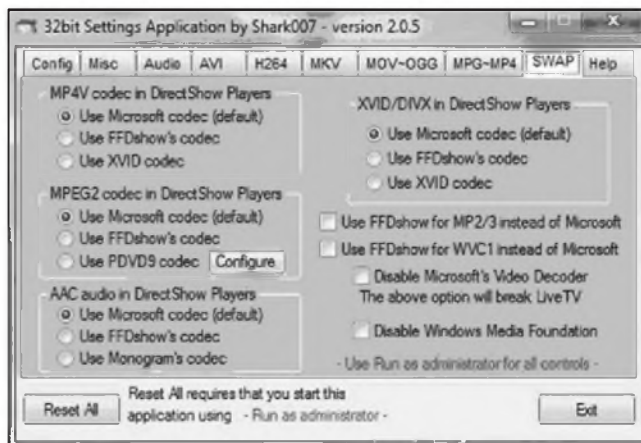 32bit Settings Application by Shark007 - version 2.0.5
Config Misc Audio AVI H264 MKV MOV~OGG MPG~MP4 SWAP Help
MP4V codec in DirectShow Players
Use Microsoft codec (default)
Use FFDshow's codec
Use XVID codec
MPEG2 codec in DirectShow Players
Use Microsoft codec (default)
Use FFDshow's codec
Use PDVD9 codec Configure
AAC audio in DirectShow Players
Use Microsoft codec (default)
Use FFDshow's codec
Use Monogram's codec
XVID/DIVX in DirectShow Players
Use Microsoft codec (default)
Use FFDshow's codec
Use XVID codec
Use FFDshow for MP2/3 instead of Microsoft
Use FFDshow for WVC1 instead of Microsoft
Disable Microsoft's Video Decoder
The above option will break LiveTV
Disable Windows Media Foundation
- Use Run as administrator for all controls -
Reset All
Reset All requires that you start this
application using - Run as administrator -
Exit